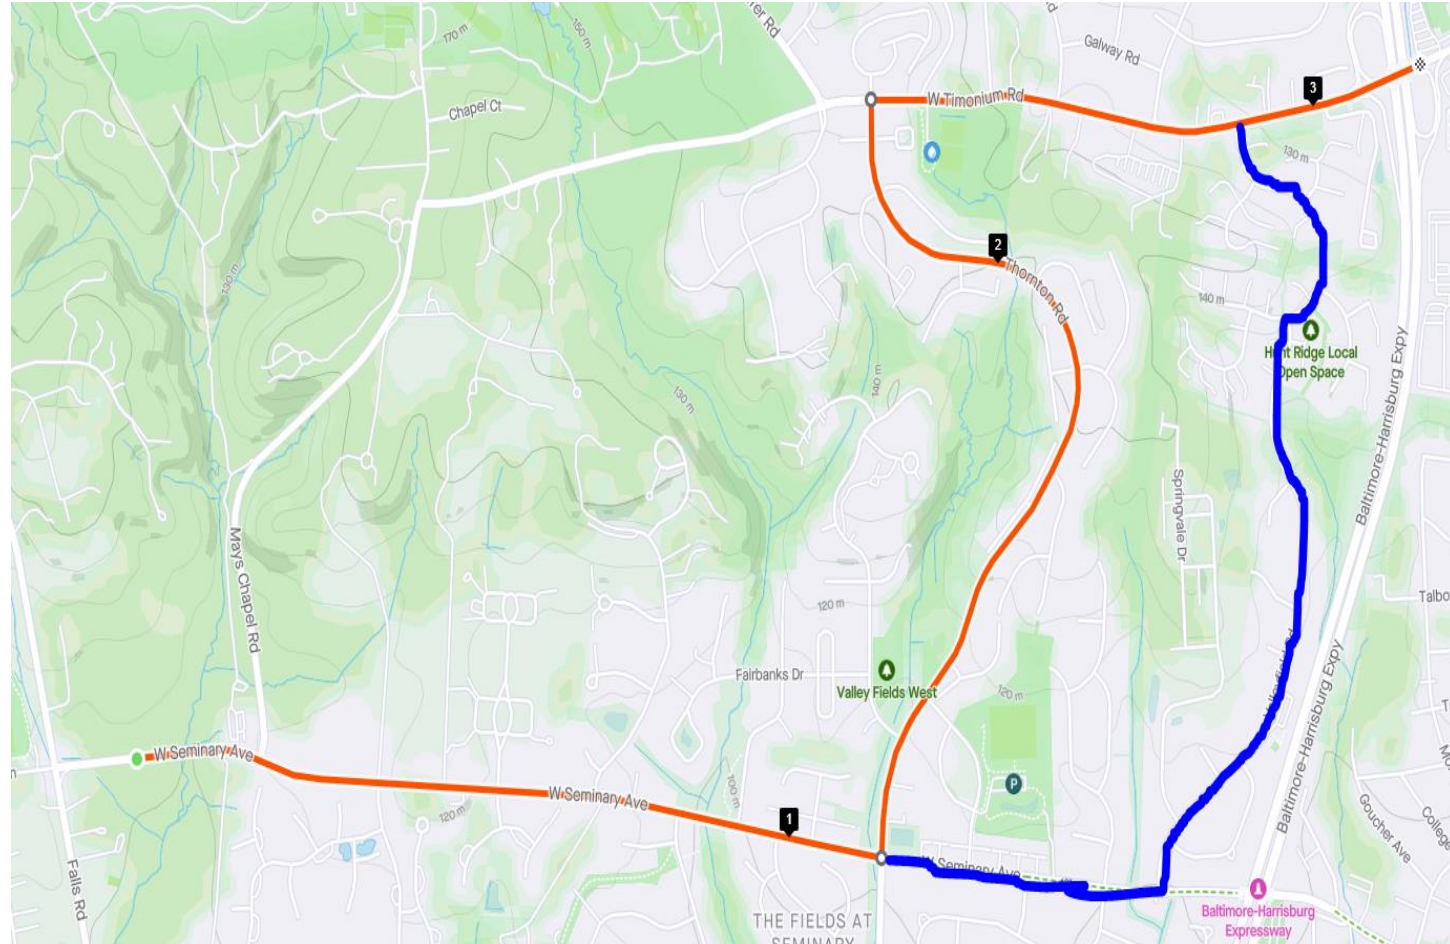 170 m
150 m
Galway Rd
3
Chapel Ct
W Timonium Rd
130 m
2
130 m
Thornton Rd
140 m
Hunt Ridge Local
Open Space
140 m
130 m
Baltimore-Harrisburg Expy
Springvale Dr
Mays Chapel Rd
120 m
Talbo
Fairbanks Dr
Valley Fields West
120 m
Baltimore-Harrisburg Expy
W Seminary Ave
P
W Seminary Ave
100 m
120 m
1
Goucher Ave
College
W Seminary Ave
Falls Rd
THE FIELDS AT
SEMINARY
Baltimore-Harrisburg
Expressway